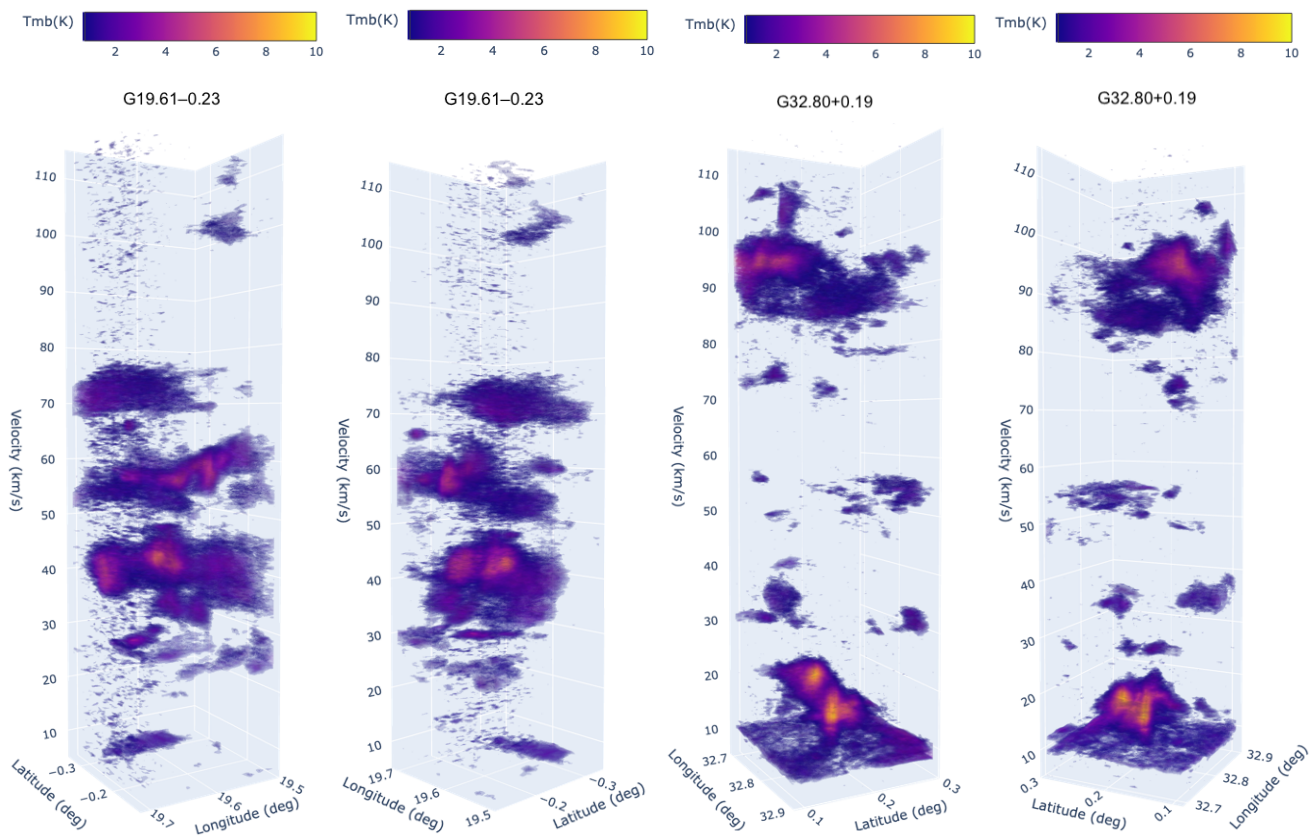 Tmb(K)
2 4 6 8 10
Tmb(K)
2 4 6 8 10
Tmb(K)
2 4 6 8 10
Tmb(K)
2 4 6 8 10
G19.61–0.23
G19.61–0.23
G32.80+0.19
G32.80+0.19
110
100
90
80
70
60
50
40
30
20
10
Velocity (km/s)
−0.3
−0.2
Latitude (deg)
19.7
19.6
19.5
Longitude (deg)
110
100
90
80
70
60
50
40
30
20
10
Velocity (km/s)
19.7
19.6
19.5
Longitude (deg)
−0.2
−0.3
Latitude (deg)
110
100
90
80
70
60
50
40
30
20
10
Velocity (km/s)
32.7
32.8
32.9
Longitude (deg)
0.1
0.2
0.3
Latitude (deg)
110
100
90
80
70
60
50
40
30
20
10
Velocity (km/s)
0.3
0.2
0.1
Latitude (deg)
32.9
32.8
32.7
Longitude (deg)